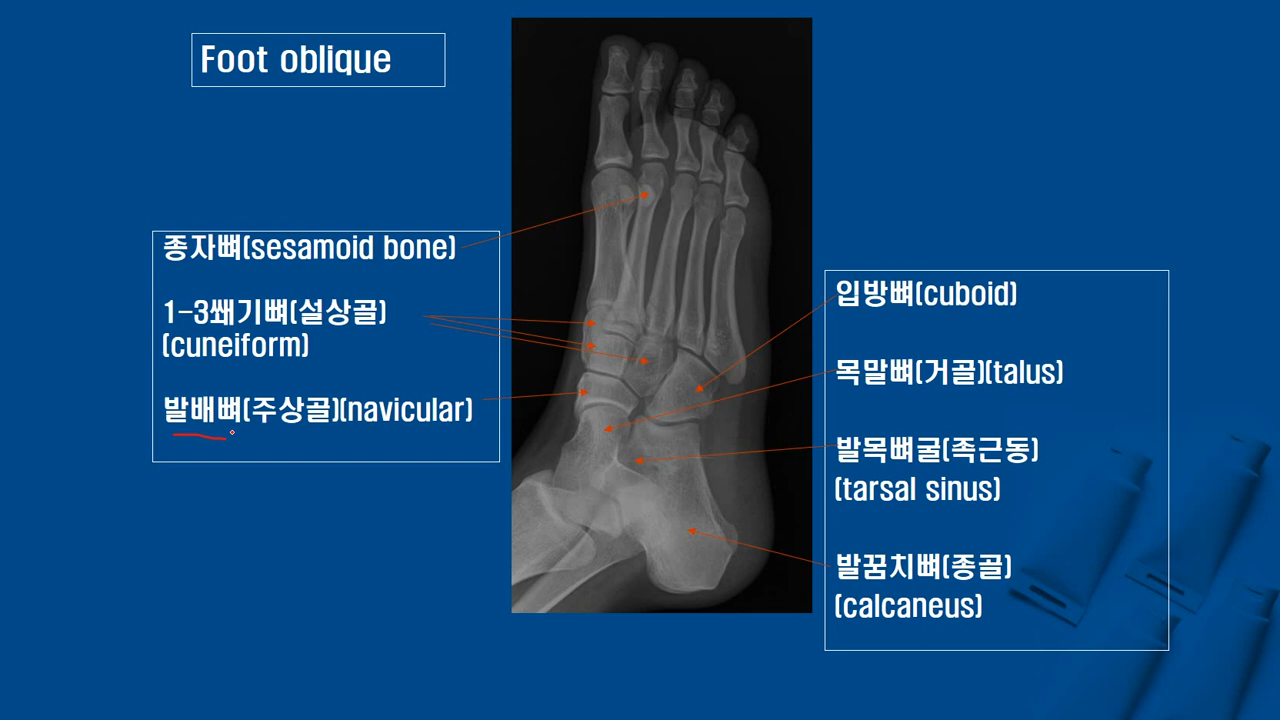 Foot oblique
종자뼈(sesamoid bone)
1-3쐐기뼈(설상골)
(cuneiform)
발배뼈(주상골)(navicular)
입방뼈(cuboid)
목말뼈(거골)(talus)
발목뼈굴(족근동)
(tarsal sinus)
발꿈치뼈(종골)
(calcaneus)